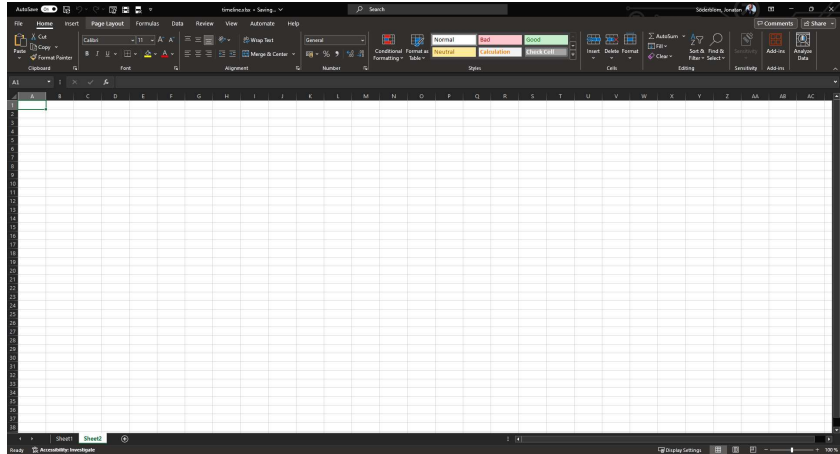 AutoSave On timeline.xlsx • Saving... Search Söderblom, Jonatan
File Home Insert Page Layout Formulas Data Review View Automate Help Comments Share
Paste Cut Copy Format Painter Clipboard
Calibri 11 A A B I U A Font
Wrap Text Merge & Center Alignment
General % Number
Conditional Formatting Format as Table Normal Bad Good Neutral Calculation Check Cell Styles
Insert Delete Format Cells
AutoSum Fill Clear Sort & Filter Find & Select Editing
Sensitivity Sensitivity
Add-ins Add-ins
Analyze Data
A1 fx
A B C D E F G H I J K L M N O P Q R S T U V W X Y Z AA AB AC
1
2
3
4
5
6
7
8
9
10
11
12
13
14
15
16
17
18
19
20
21
22
23
24
25
26
27
28
29
30
31
32
33
34
35
36
37
38
Sheet1 Sheet2
Ready Accessibility: Investigate Display Settings 100%